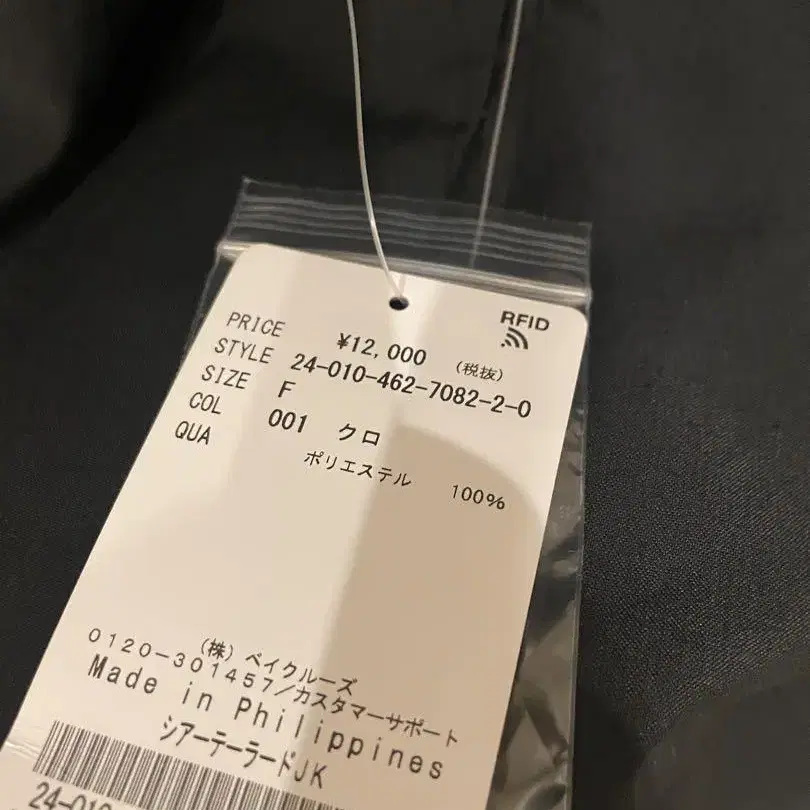 RFID
PRICE ¥12,000 (税抜)
STYLE 24-010-462-7082-2-0
SIZE F
COL 001 クロ
QUA ポリエステル 100%
(株) ベイクルーズ
0120-301457/カスタマーサポート
Made in Philippines
シアーテーラードJK